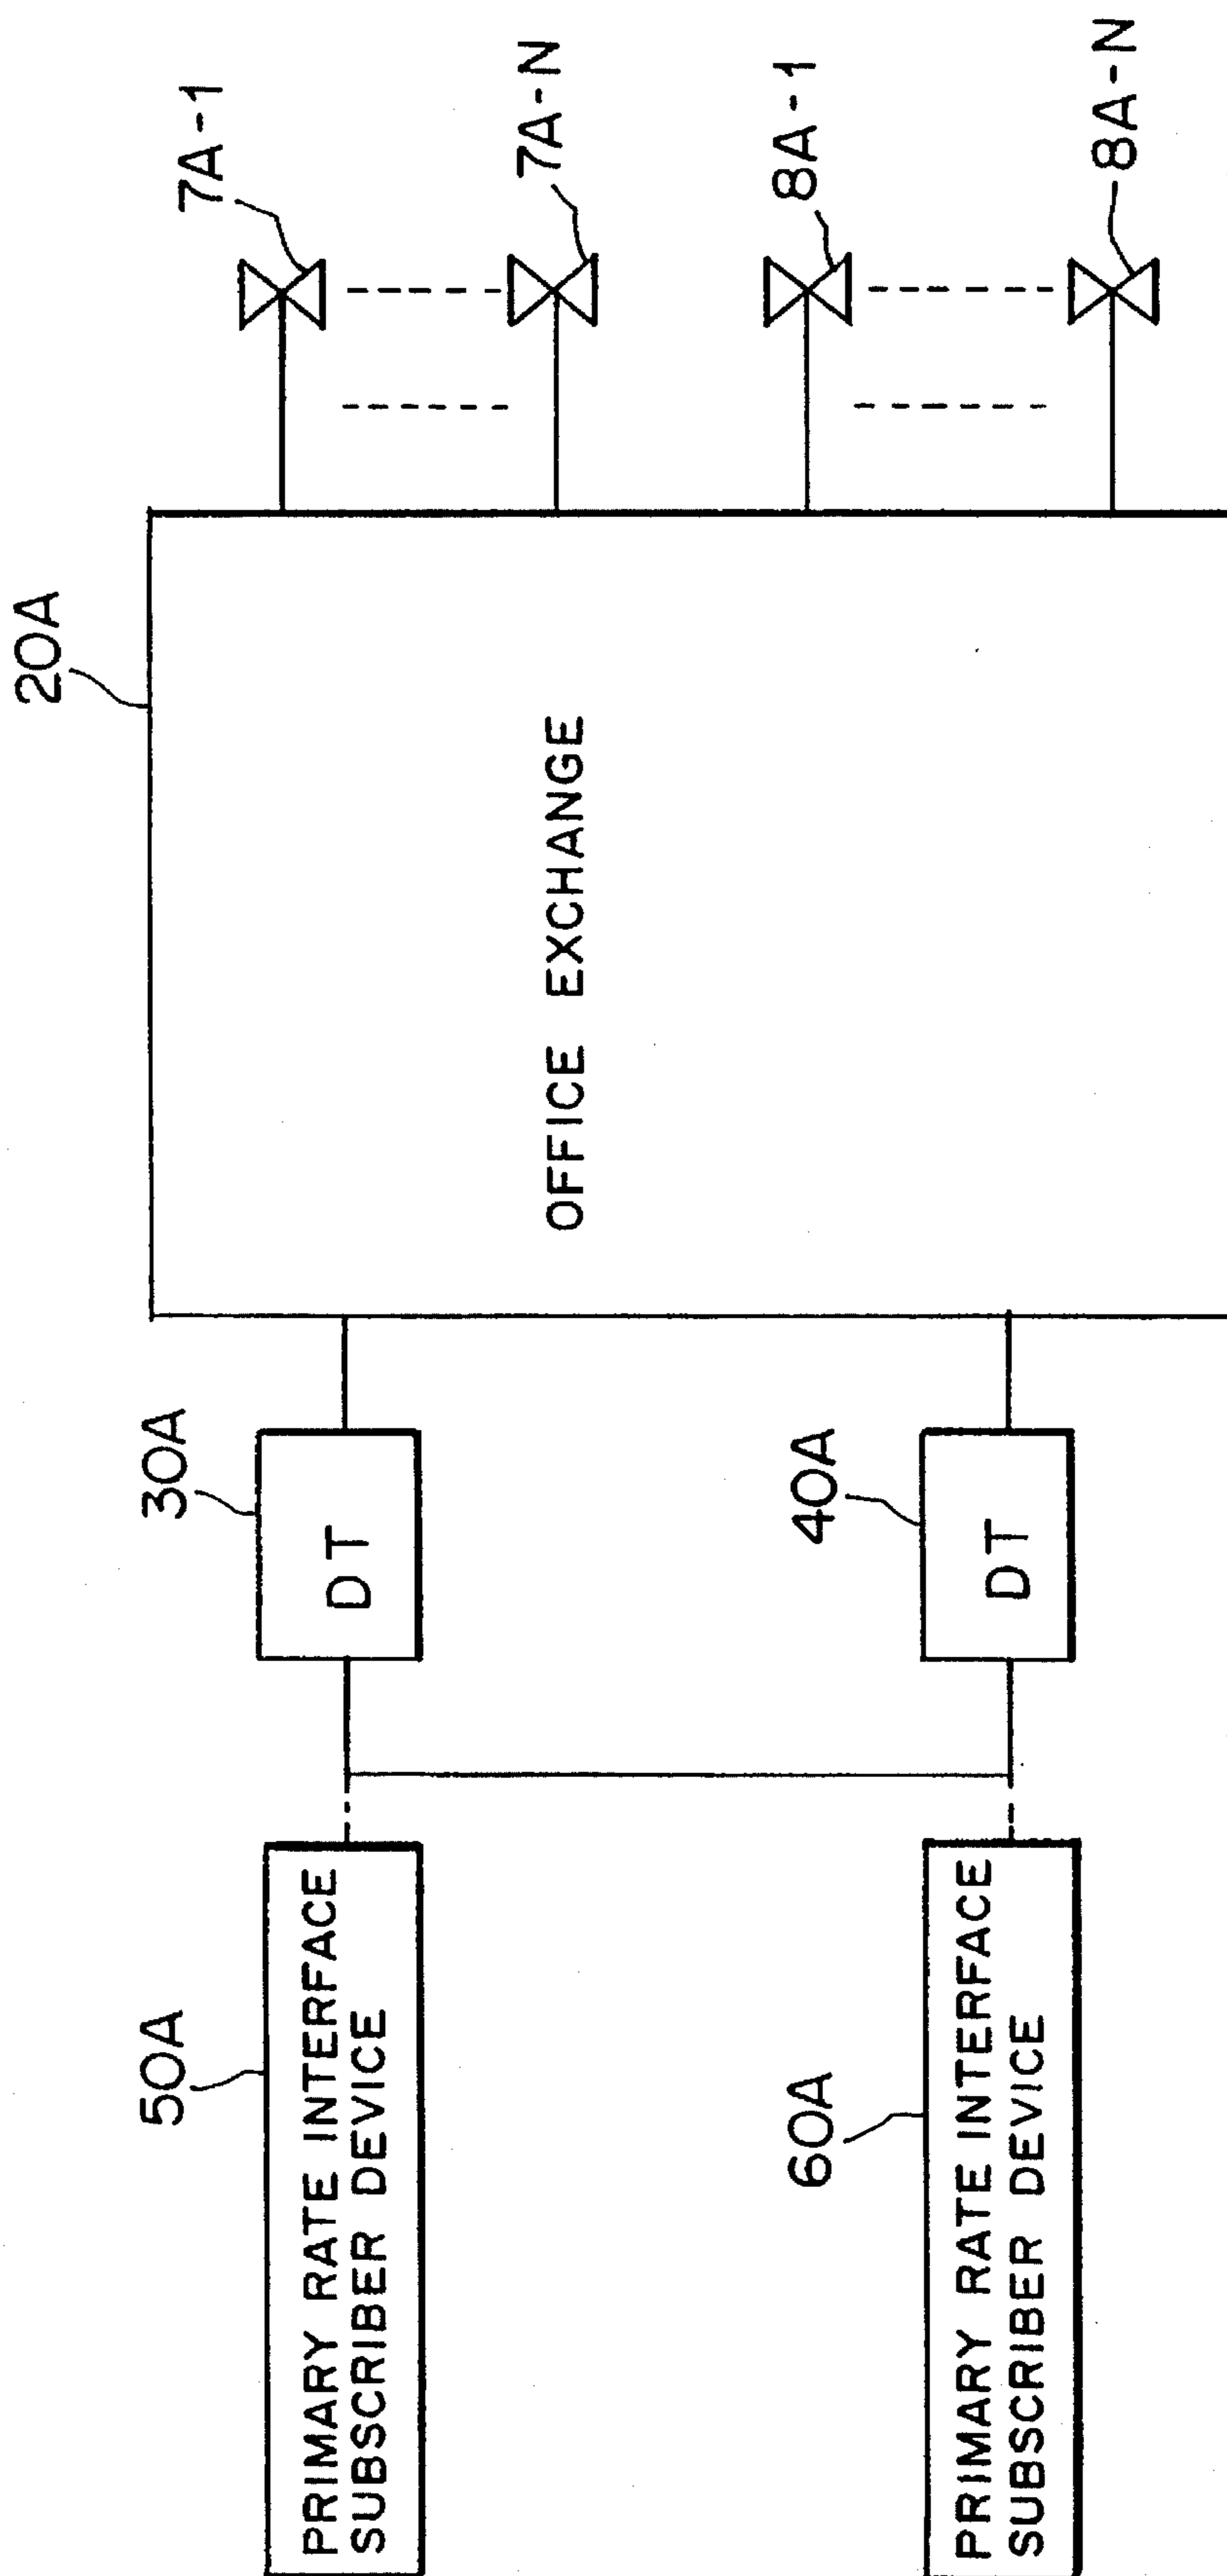 20A
7A-1
7A-N
8A-1
8A-N
OFFICE EXCHANGE
30A
DT
40A
DT
50A
PRIMARY RATE INTERFACE
SUBSCRIBER DEVICE
60A
PRIMARY RATE INTERFACE
SUBSCRIBER DEVICE